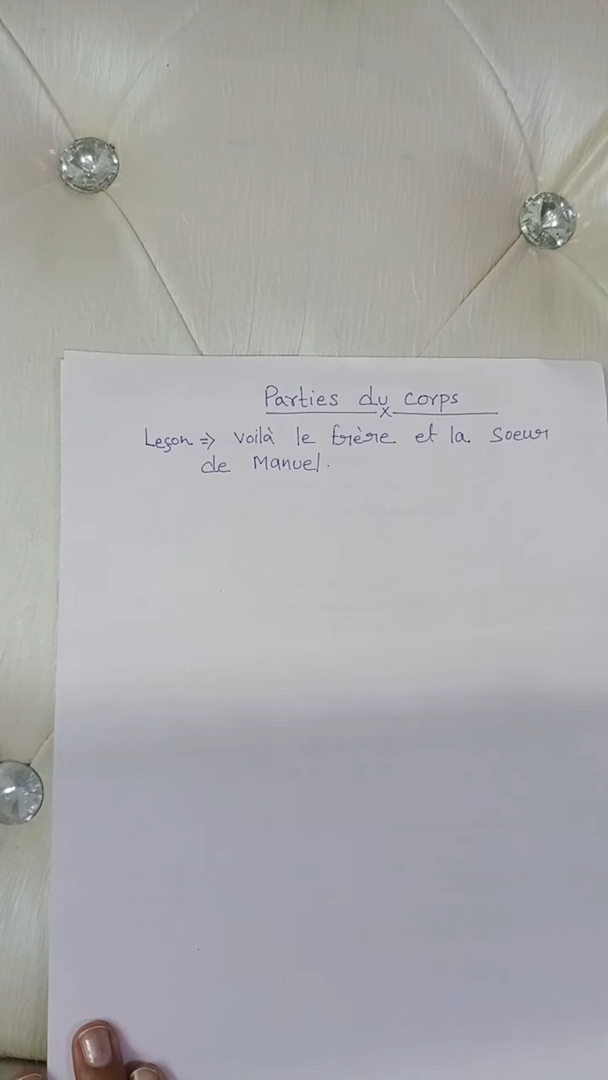 Parties du corps
x
Leçon => Voilà le frère et la soeur
de Manuel.